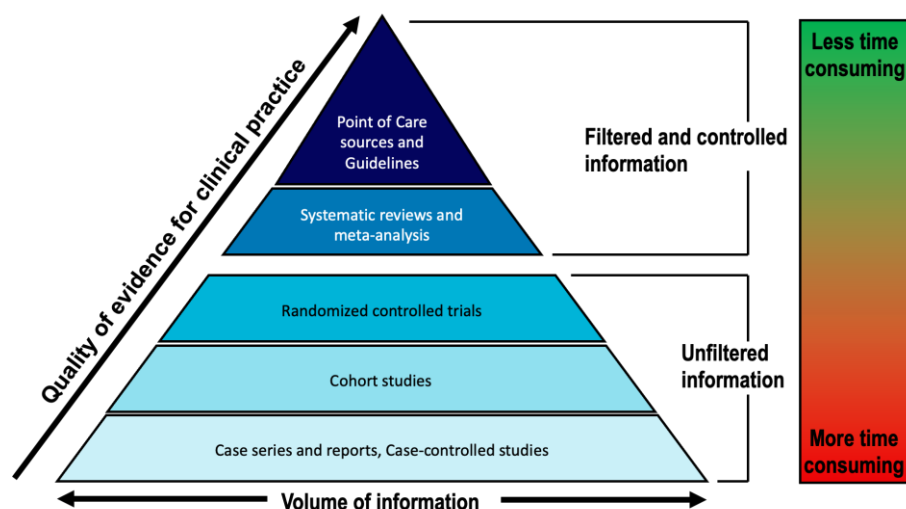 Quality of evidence for clinical practice
Point of Care
sources and
Guidelines
Systematic reviews and
meta-analysis
Randomized controlled trials
Cohort studies
Case series and reports, Case-controlled studies
Volume of information
Filtered and controlled
information
Unfiltered
information
Less time
consuming
More time
consuming